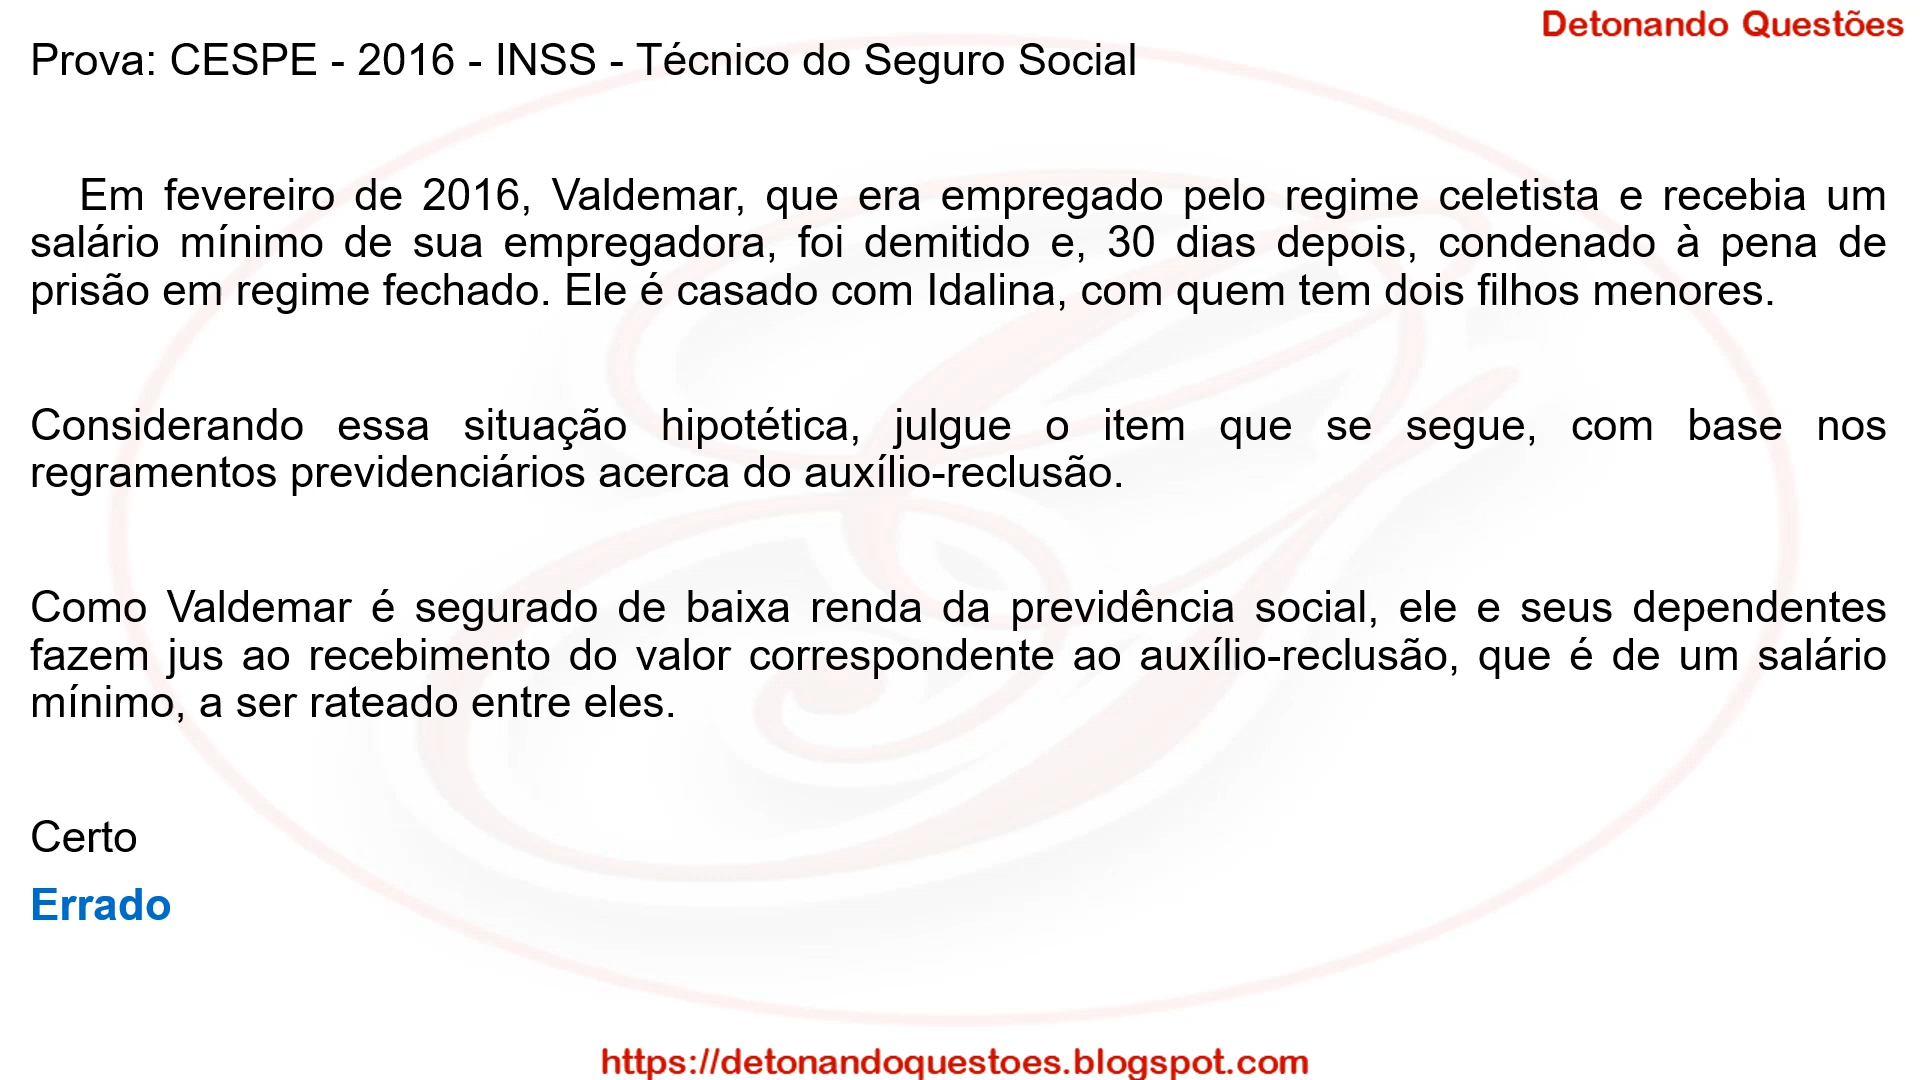 Detonando Questões
Prova: CESPE - 2016 - INSS - Técnico do Seguro Social
Em fevereiro de 2016, Valdemar, que era empregado pelo regime celetista e recebia um
salário mínimo de sua empregadora, foi demitido e, 30 dias depois, condenado à pena de
prisão em regime fechado. Ele é casado com Idalina, com quem tem dois filhos menores.
Considerando essa situação hipotética, julgue o item que se segue, com base nos
regramentos previdenciários acerca do auxílio-reclusão.
Como Valdemar é segurado de baixa renda da previdência social, ele e seus dependentes
fazem jus ao recebimento do valor correspondente ao auxílio-reclusão, que é de um salário
mínimo, a ser rateado entre eles.
Certo
Errado
https://detonandoquestoes.blogspot.com